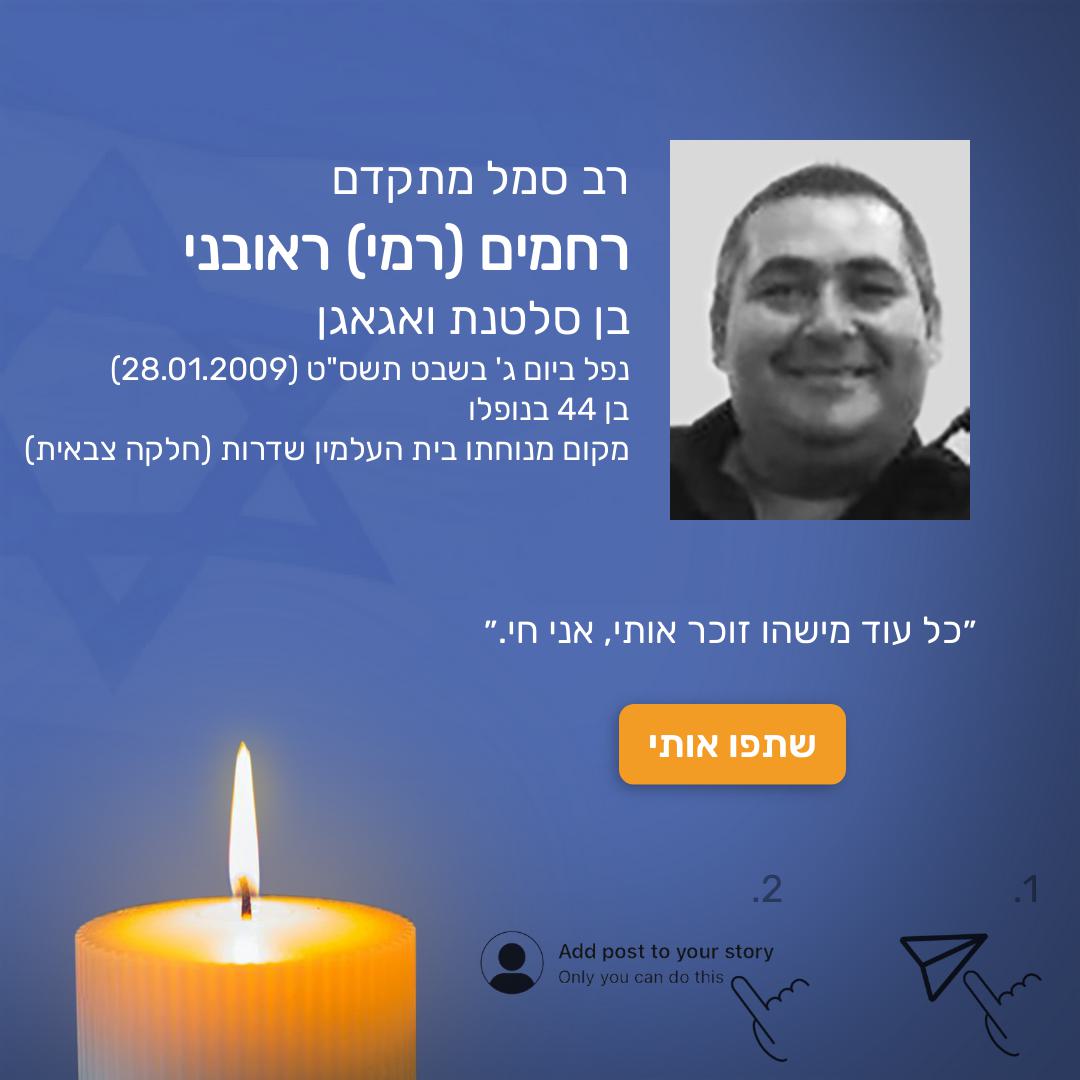 רב סמל מתקדם
רחמים (רמי) ראובני
בן סלטנת ואגאגן
נפל ביום ג' בשבט תשס"ט (28.01.2009)
בן 44 בנופלו
מקום מנוחתו בית העלמין שדרות (חלקה צבאית)
״כל עוד מישהו זוכר אותי, אני חי.״
שתפו אותי
1.
2.
Add post to your story
Only you can do this